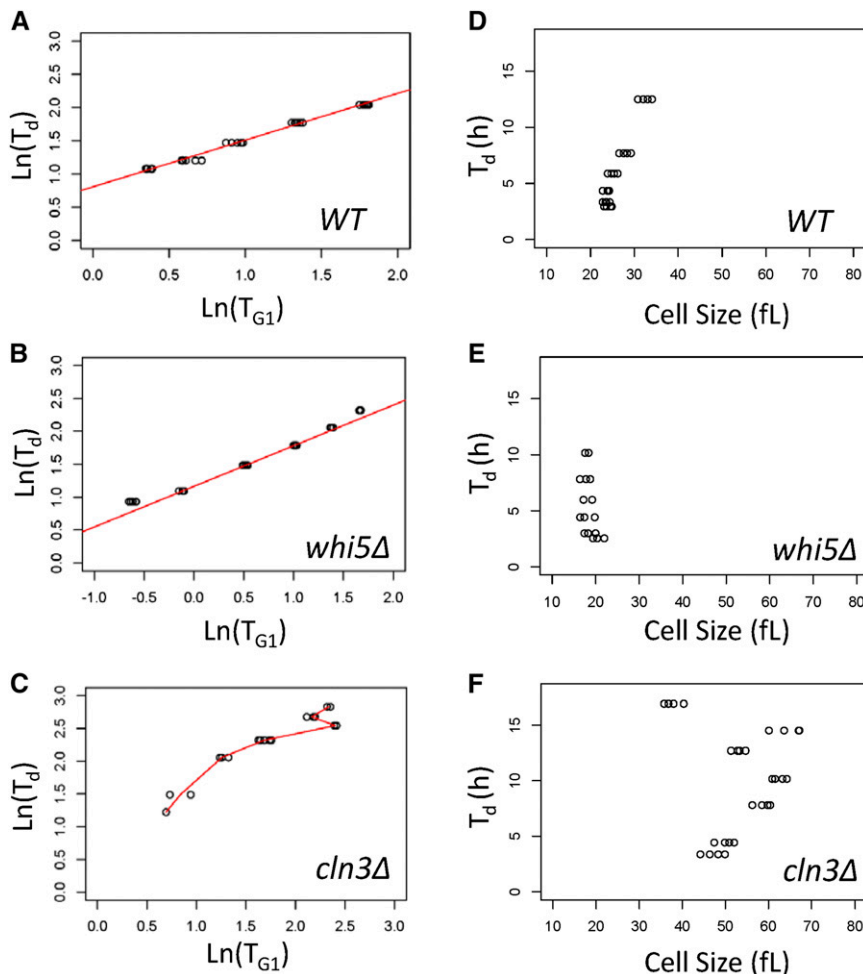 A
Ln(Td)
0.0 0.5 1.0 1.5 2.0 2.5 3.0
WT
0.0 0.5 1.0 1.5 2.0
Ln(TG1)
D
Td (h)
0 5 10 15
WT
10 20 30 40 50 60 70 80
Cell Size (fL)
B
Ln(Td)
0.0 0.5 1.0 1.5 2.0 2.5 3.0
whi5Δ
-1.0 -0.5 0.0 0.5 1.0 1.5 2.0
Ln(TG1)
E
Td (h)
0 5 10 15
whi5Δ
10 20 30 40 50 60 70 80
Cell Size (fL)
C
Ln(Td)
0.0 0.5 1.0 1.5 2.0 2.5 3.0
cln3Δ
0.0 0.5 1.0 1.5 2.0 2.5 3.0
Ln(TG1)
F
Td (h)
0 5 10 15
cln3Δ
10 20 30 40 50 60 70 80
Cell Size (fL)